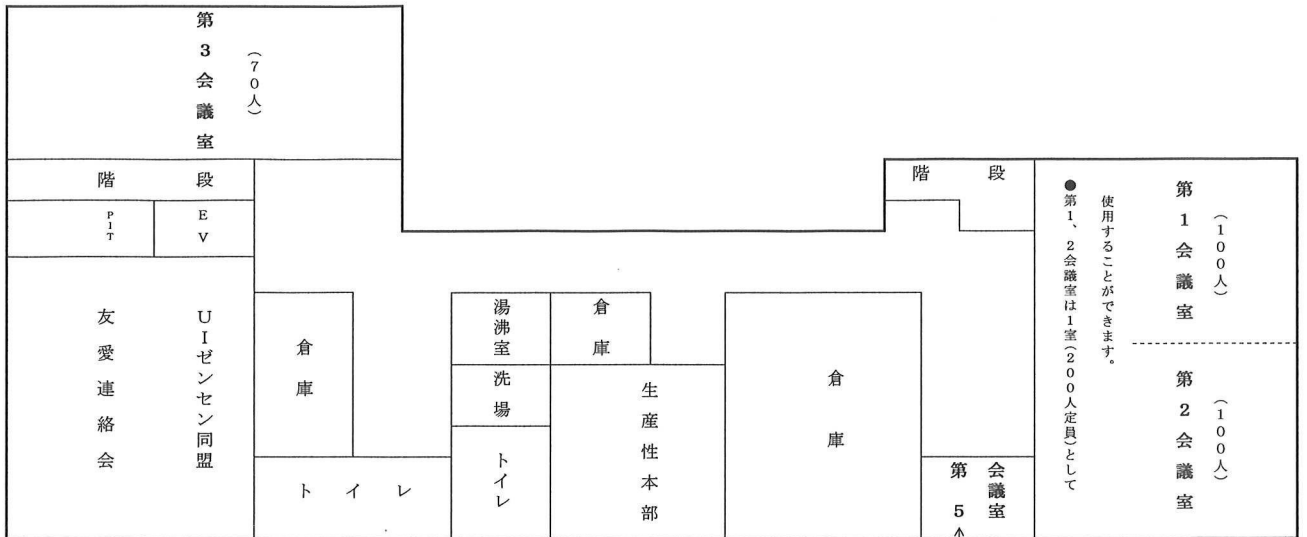 第3会議室
(70人)
階段
PIT
EV
UIゼンセン同盟
友愛連絡会
倉庫
トイレ
湯沸室
洗場
トイレ
倉庫
生産性本部
倉庫
階段
会議室
第5
第1会議室
(100人)
第2会議室
(100人)
●第1、2会議室は1室(200人定員)として
使用することができます。